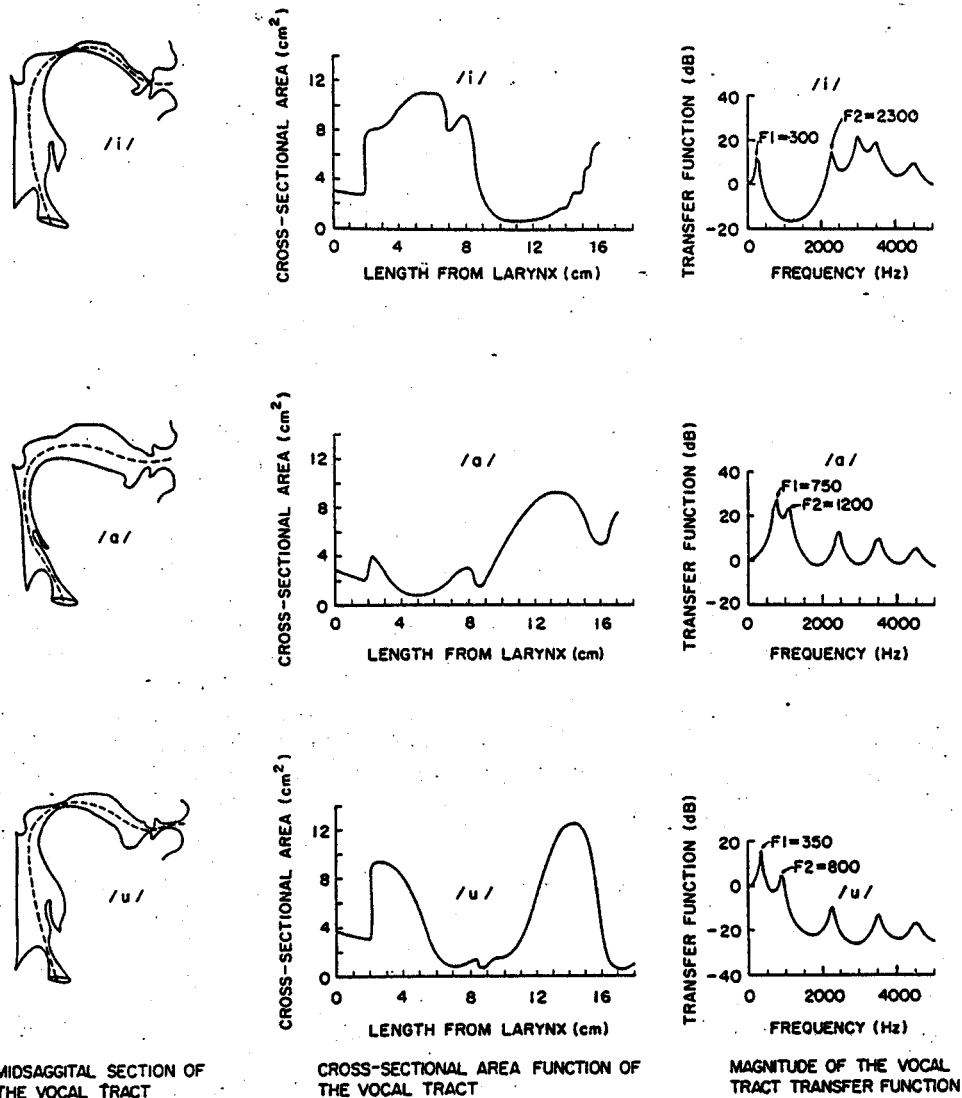 /i/
CROSS-SECTIONAL AREA (cm²)
12
8
4
0
/i/
0 4 8 12 16
LENGTH FROM LARYNX (cm)
TRANSFER FUNCTION (dB)
40
20
0
-20
/i/
F1=300
F2=2300
0 2000 4000
FREQUENCY (Hz)
/a/
CROSS-SECTIONAL AREA (cm²)
12
8
4
0
/a/
0 4 8 12 16
LENGTH FROM LARYNX (cm)
TRANSFER FUNCTION (dB)
40
20
0
-20
/a/
F1=750
F2=1200
0 2000 4000
FREQUENCY (Hz)
/u/
CROSS-SECTIONAL AREA (cm²)
12
8
4
0
/u/
0 4 8 12 16
LENGTH FROM LARYNX (cm)
TRANSFER FUNCTION (dB)
20
0
-20
-40
F1=350
F2=800
/u/
0 2000 4000
FREQUENCY (Hz)
MIDSAGGITAL SECTION OF
THE VOCAL TRACT
CROSS-SECTIONAL AREA FUNCTION OF
THE VOCAL TRACT
MAGNITUDE OF THE VOCAL
TRACT TRANSFER FUNCTION